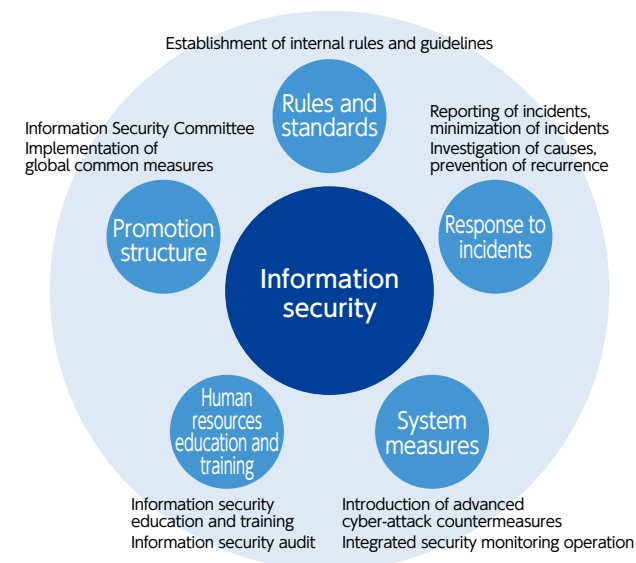 Establishment of internal rules and guidelines
Rules and
standards
Information Security Committee
Implementation of
global common measures
Promotion
structure
Reporting of incidents,
minimization of incidents
Investigation of causes,
prevention of recurrence
Response to
incidents
Information
security
Human
resources
education and
training
Information security
education and training
Information security audit
System
measures
Introduction of advanced
cyber-attack countermeasures
Integrated security monitoring operation